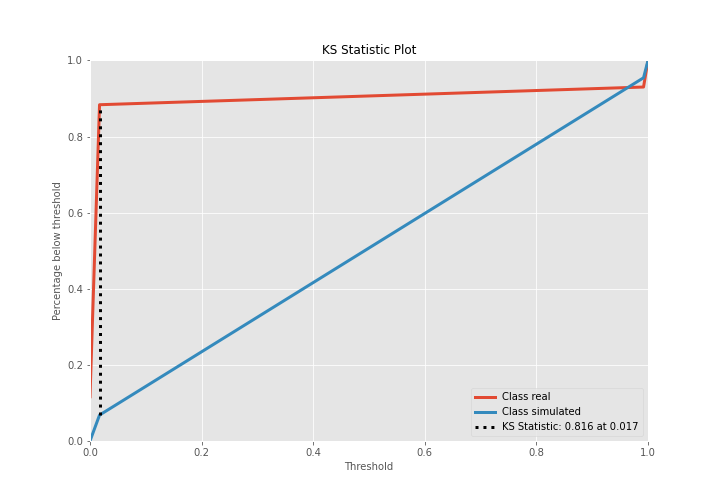 KS Statistic Plot
1.0
0.8
0.6
0.4
0.2
0.0
Percentage below threshold
Class real
Class simulated
KS Statistic: 0.816 at 0.017
0.0 0.2 0.4 0.6 0.8 1.0
Threshold